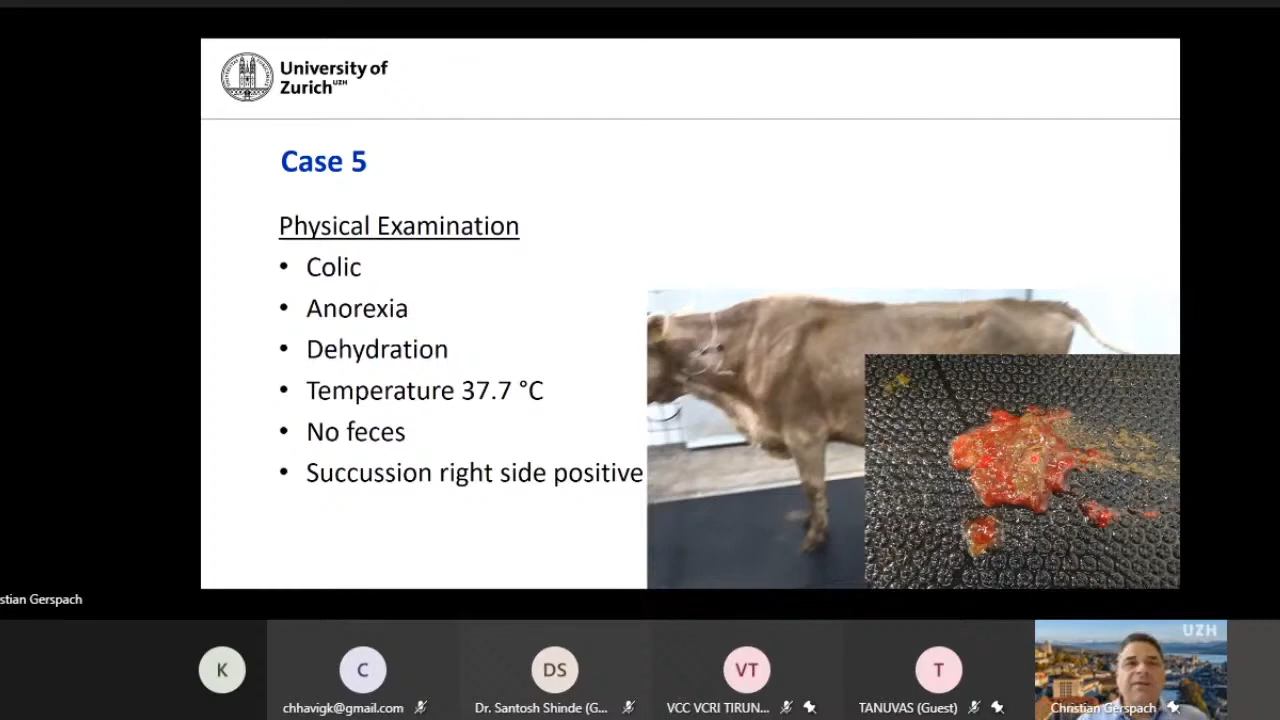 University of
Zurich UZH
Case 5
Physical Examination
• Colic
• Anorexia
• Dehydration
• Temperature 37.7 °C
• No feces
• Succussion right side positive
stian Gerspach
K
C
DS
VT
T
UZH
chhavigk@gmail.com
Dr. Santosh Shinde (G...
VCC VCRI TIRUN...
TANUVAS (Guest)
Christian Gerspach